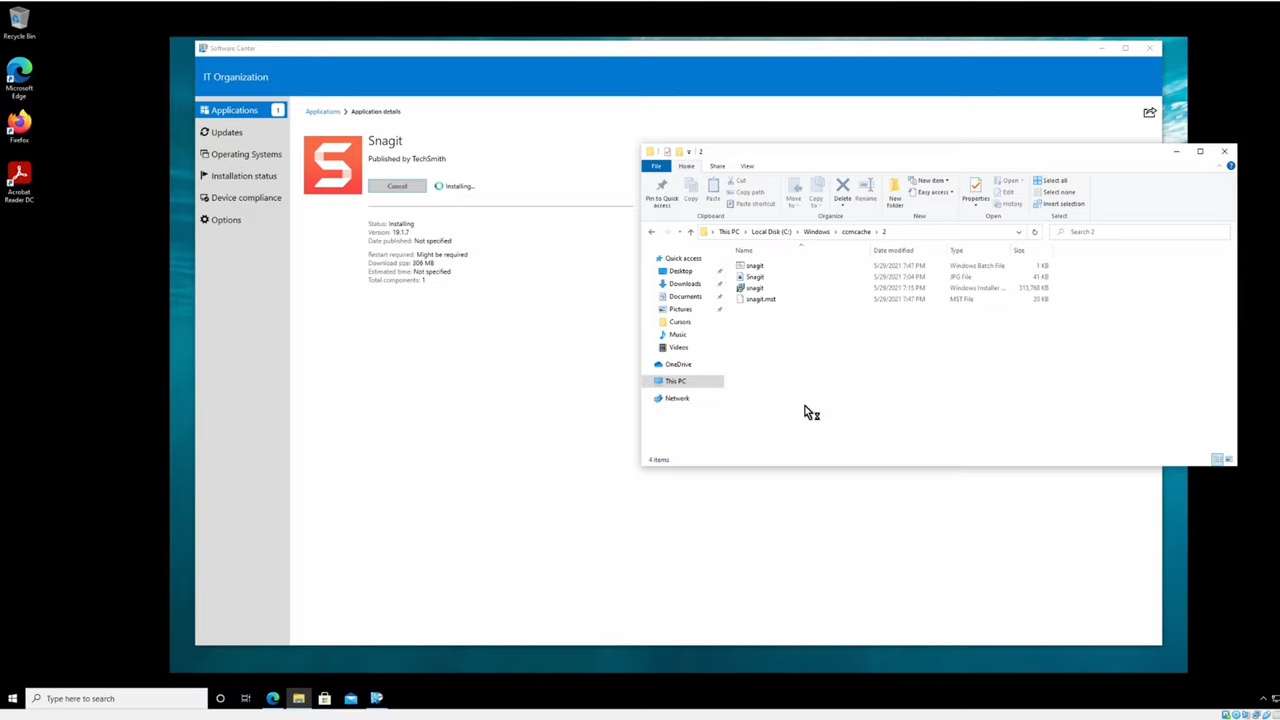 Recycle Bin
Microsoft
Edge
Firefox
Acrobat
Reader DC
Software Center
IT Organization
Applications 1
Updates
Operating Systems
Installation status
Device compliance
Options
Applications > Application details
Snagit
Published by TechSmith
Cancel Installing...
Status: Installing
Version: 19.1.7
Date published: Not specified
Restart required: Might be required
Download size: 306 MB
Estimated time: Not specified
Total components: 1
2
File Home Share View
Pin to Quick
access
Copy
Paste
Cut
Copy path
Paste shortcut
Clipboard
Move
to
Copy
to
Delete
Rename
Organize
New
folder
New item
Easy access
New
Properties
Open
Edit
History
Open
Select all
Select none
Invert selection
Select
This PC > Local Disk (C:) > Windows > ccmcache > 2
Search 2
Name Date modified Type Size
snagit 5/29/2021 7:47 PM Windows Batch File 1 KB
Snagit 5/29/2021 7:04 PM JPG File 41 KB
snagit 5/29/2021 7:15 PM Windows Installer ... 313,768 KB
snagit.mst 5/29/2021 7:47 PM MST File 20 KB
Quick access
Desktop
Downloads
Documents
Pictures
Cursors
Music
Videos
OneDrive
This PC
Network
4 items
Type here to search